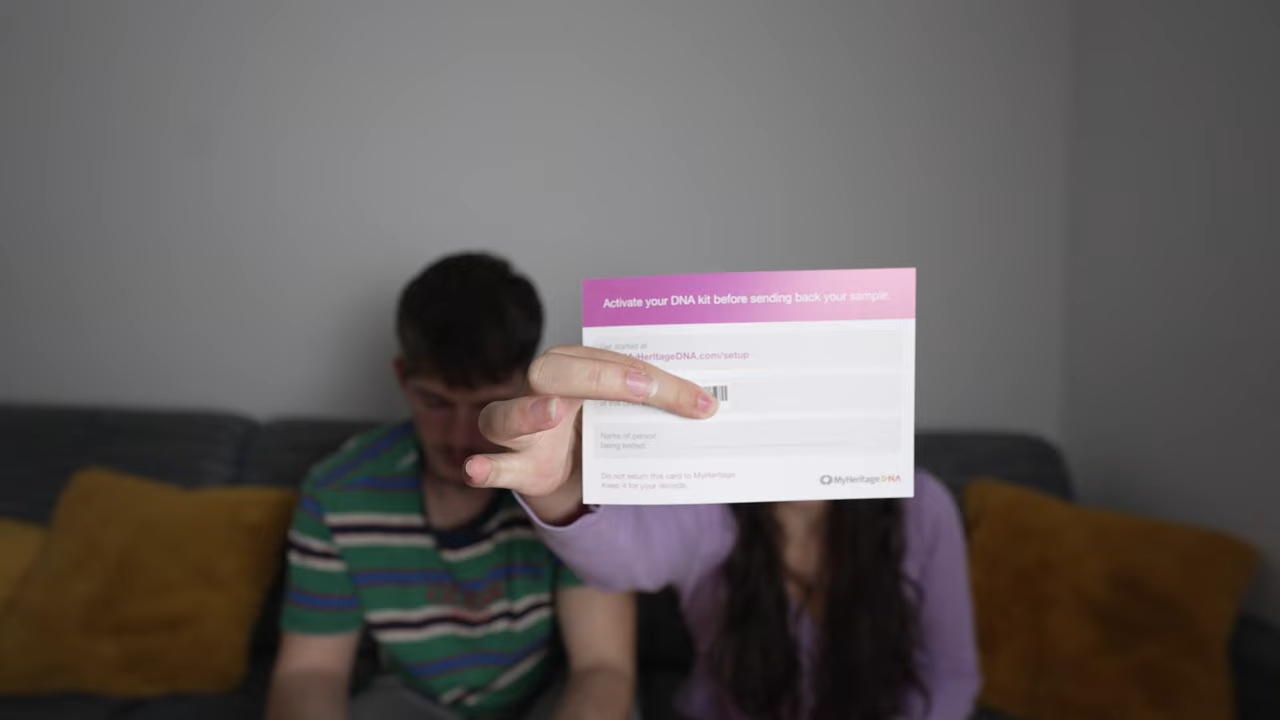 Activate your DNA kit before sending back your sample.
Get started at
MyHeritageDNA.com/setup
Name of person
being tested:
Do not return this card to MyHeritage
Keep it for your records.
MyHeritage DNA